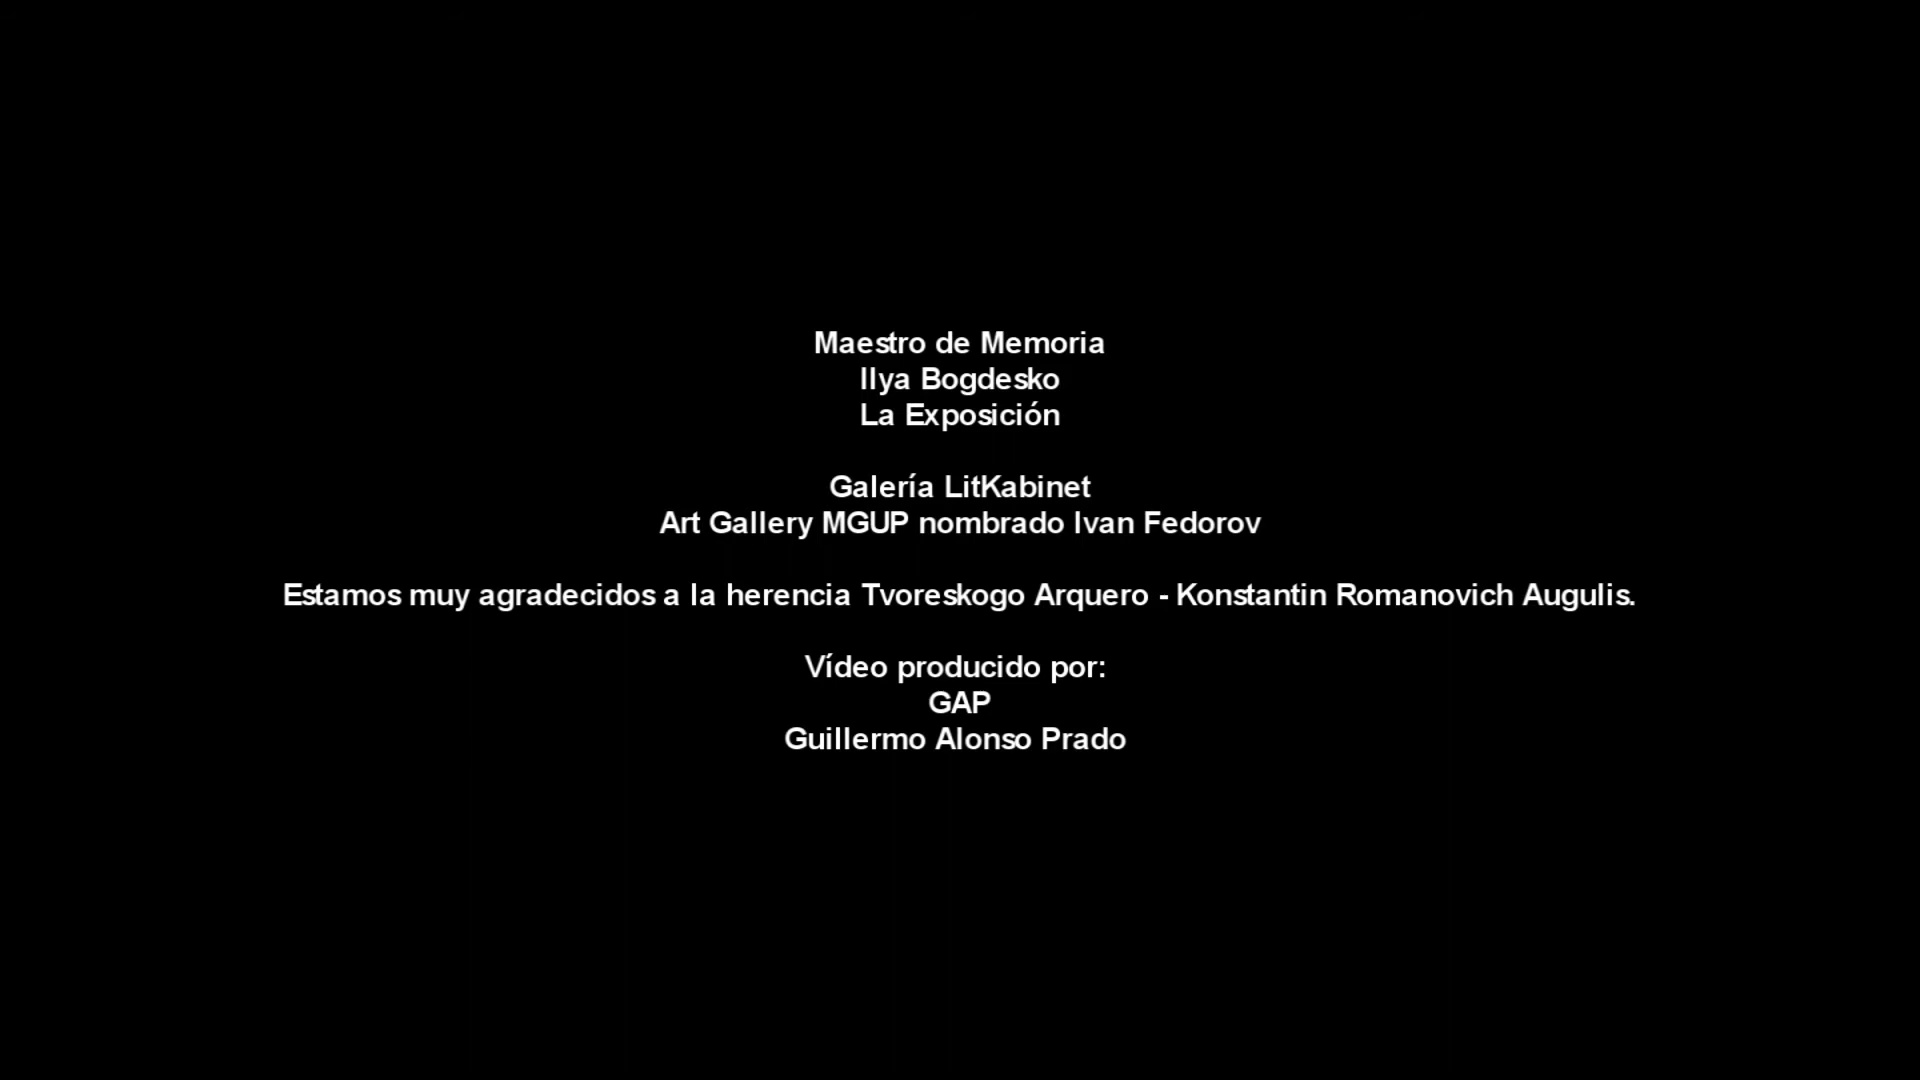 Maestro de Memoria
Ilya Bogdesko
La Exposición
Galería LitKabinet
Art Gallery MGUP nombrado Ivan Fedorov
Estamos muy agradecidos a la herencia Tvoreskogo Arquero - Konstantin Romanovich Augulis.
Vídeo producido por:
GAP
Guillermo Alonso Prado